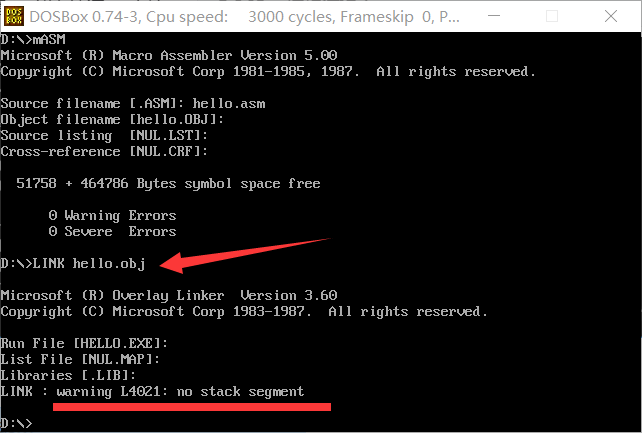 DOSBox 0.74-3, Cpu speed:    3000 cycles, Frameskip  0, P...
D:\>mASM
Microsoft (R) Macro Assembler Version 5.00
Copyright (C) Microsoft Corp 1981-1985, 1987.  All rights reserved.
Source filename [.ASM]: hello.asm
Object filename [hello.OBJ]:
Source listing  [NUL.LST]:
Cross-reference [NUL.CRF]:
  51758 + 464786 Bytes symbol space free
      0 Warning Errors
      0 Severe  Errors
D:\>LINK hello.obj
Microsoft (R) Overlay Linker  Version 3.60
Copyright (C) Microsoft Corp 1983-1987.  All rights reserved.
Run File [HELLO.EXE]:
List File [NUL.MAP]:
Libraries [.LIB]:
LINK : warning L4021: no stack segment
D:\>